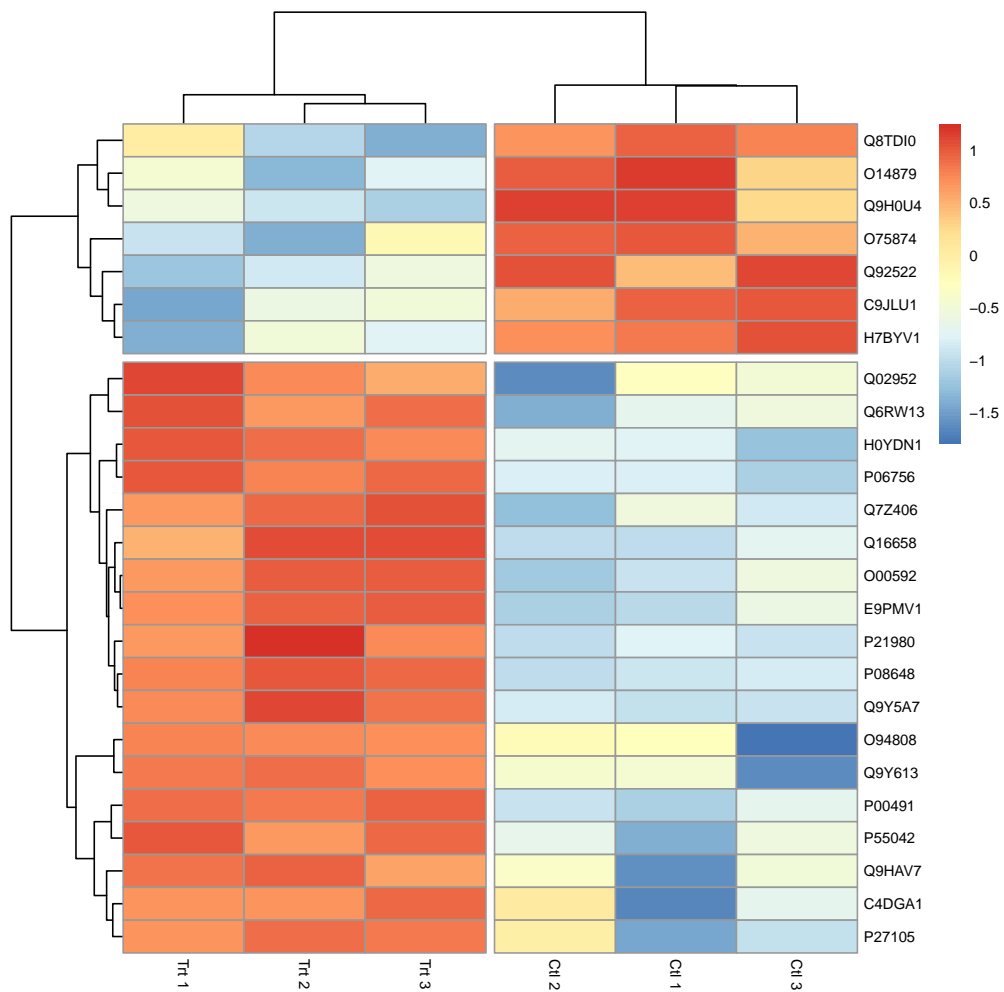 Q8TDI0
O14879
Q9H0U4
O75874
Q92522
C9JLU1
H7BYV1
Q02952
Q6RW13
H0YDN1
P06756
Q7Z406
Q16658
O00592
E9PMV1
P21980
P08648
Q9Y5A7
O94808
Q9Y613
P00491
P55042
Q9HAV7
C4DGA1
P27105
1
0.5
0
−0.5
−1
−1.5
Trt 1
Trt 2
Trt 3
Ctl 2
Ctl 1
Ctl 3